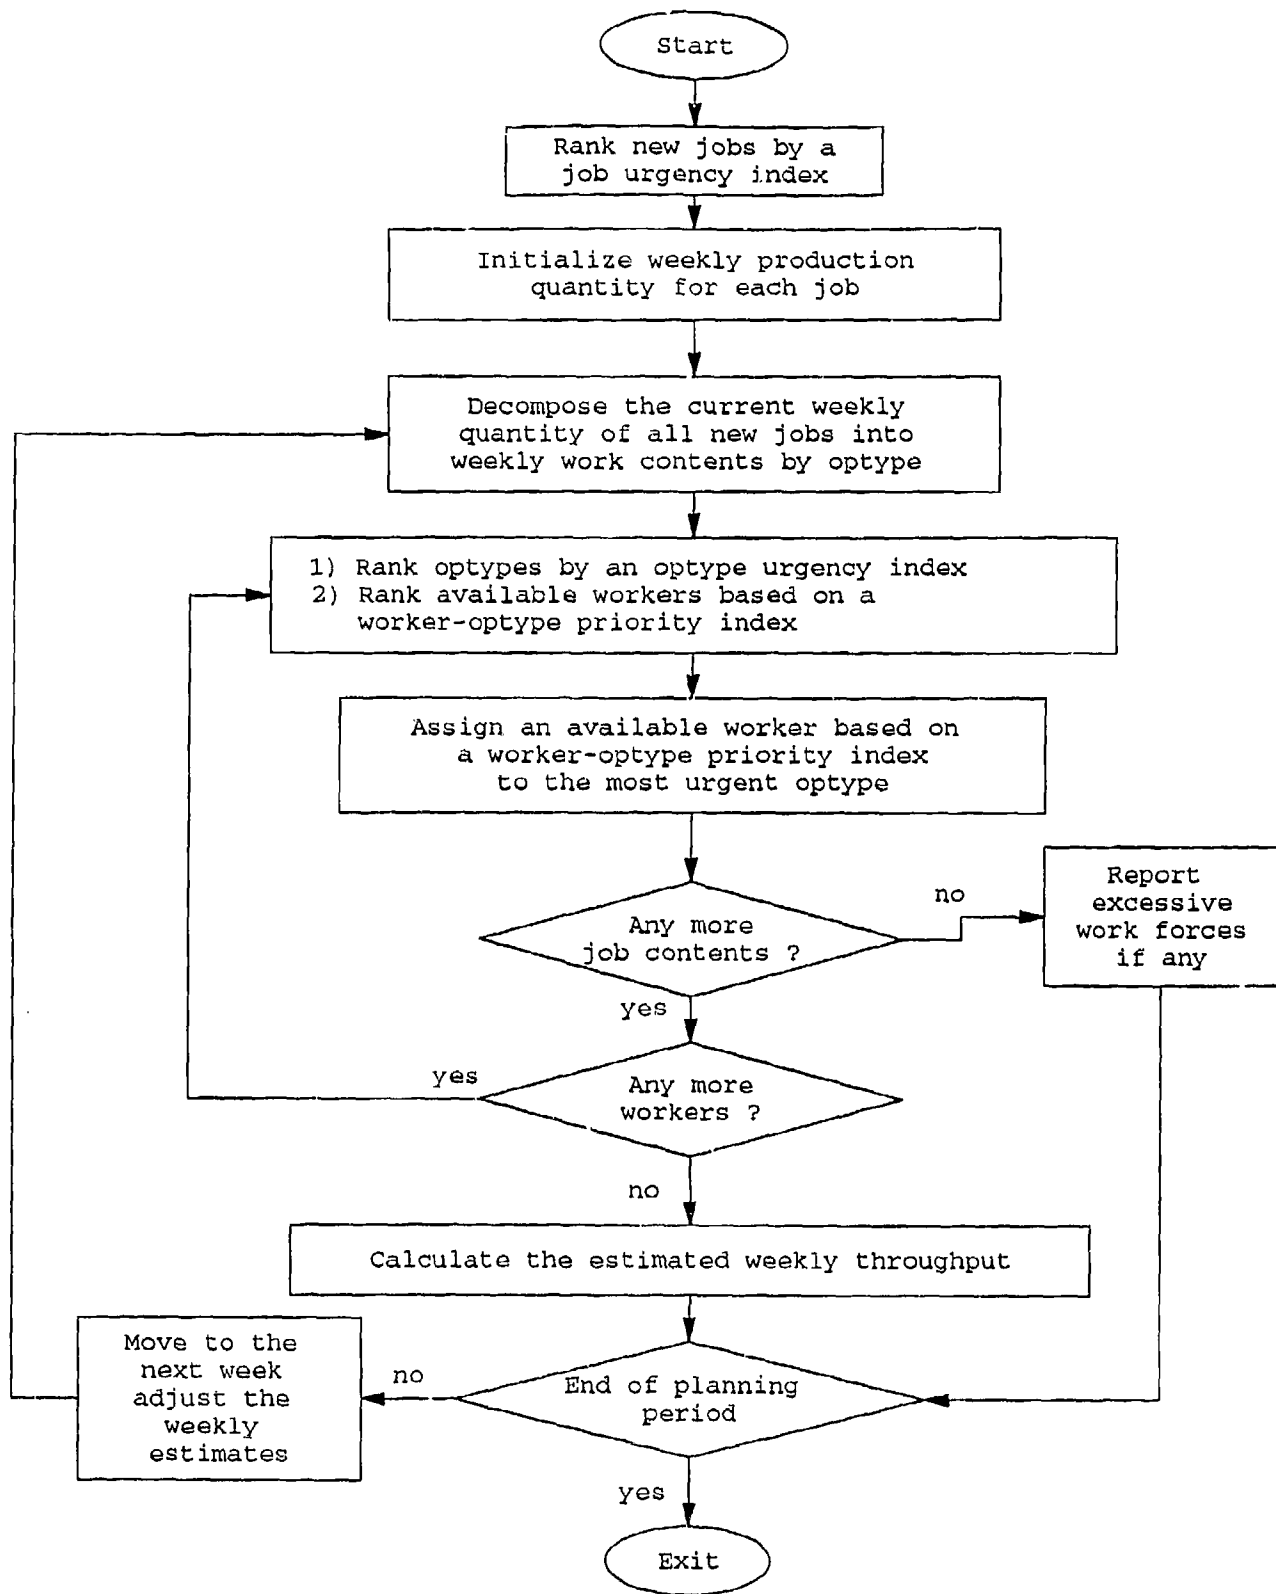 Start
Rank new jobs by a
job urgency index
Initialize weekly production
quantity for each job
Decompose the current weekly
quantity of all new jobs into
weekly work contents by optype
1) Rank optypes by an optype urgency index
2) Rank available workers based on a
worker-optype priority index
Assign an available worker based on
a worker-optype priority index
to the most urgent optype
Any more
job contents ?
no
Report
excessive
work forces
if any
yes
Any more
workers ?
yes
no
Calculate the estimated weekly throughput
End of planning
period
no
Move to the
next week
adjust the
weekly
estimates
yes
Exit